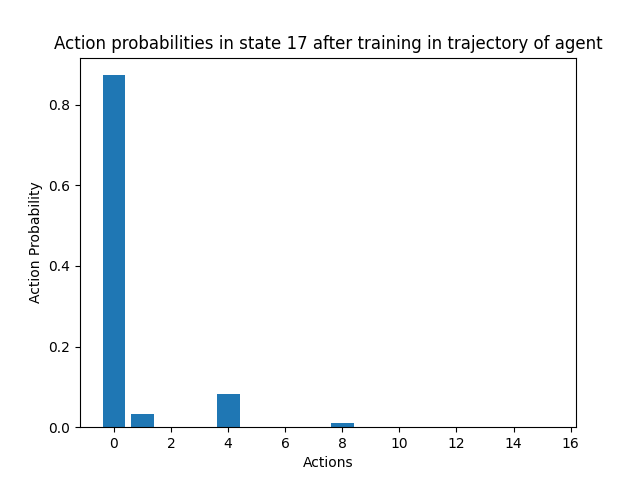 Action probabilities in state 17 after training in trajectory of agent
0.8
0.6
0.4
0.2
0.0
Action Probability
0 2 4 6 8 10 12 14 16
Actions